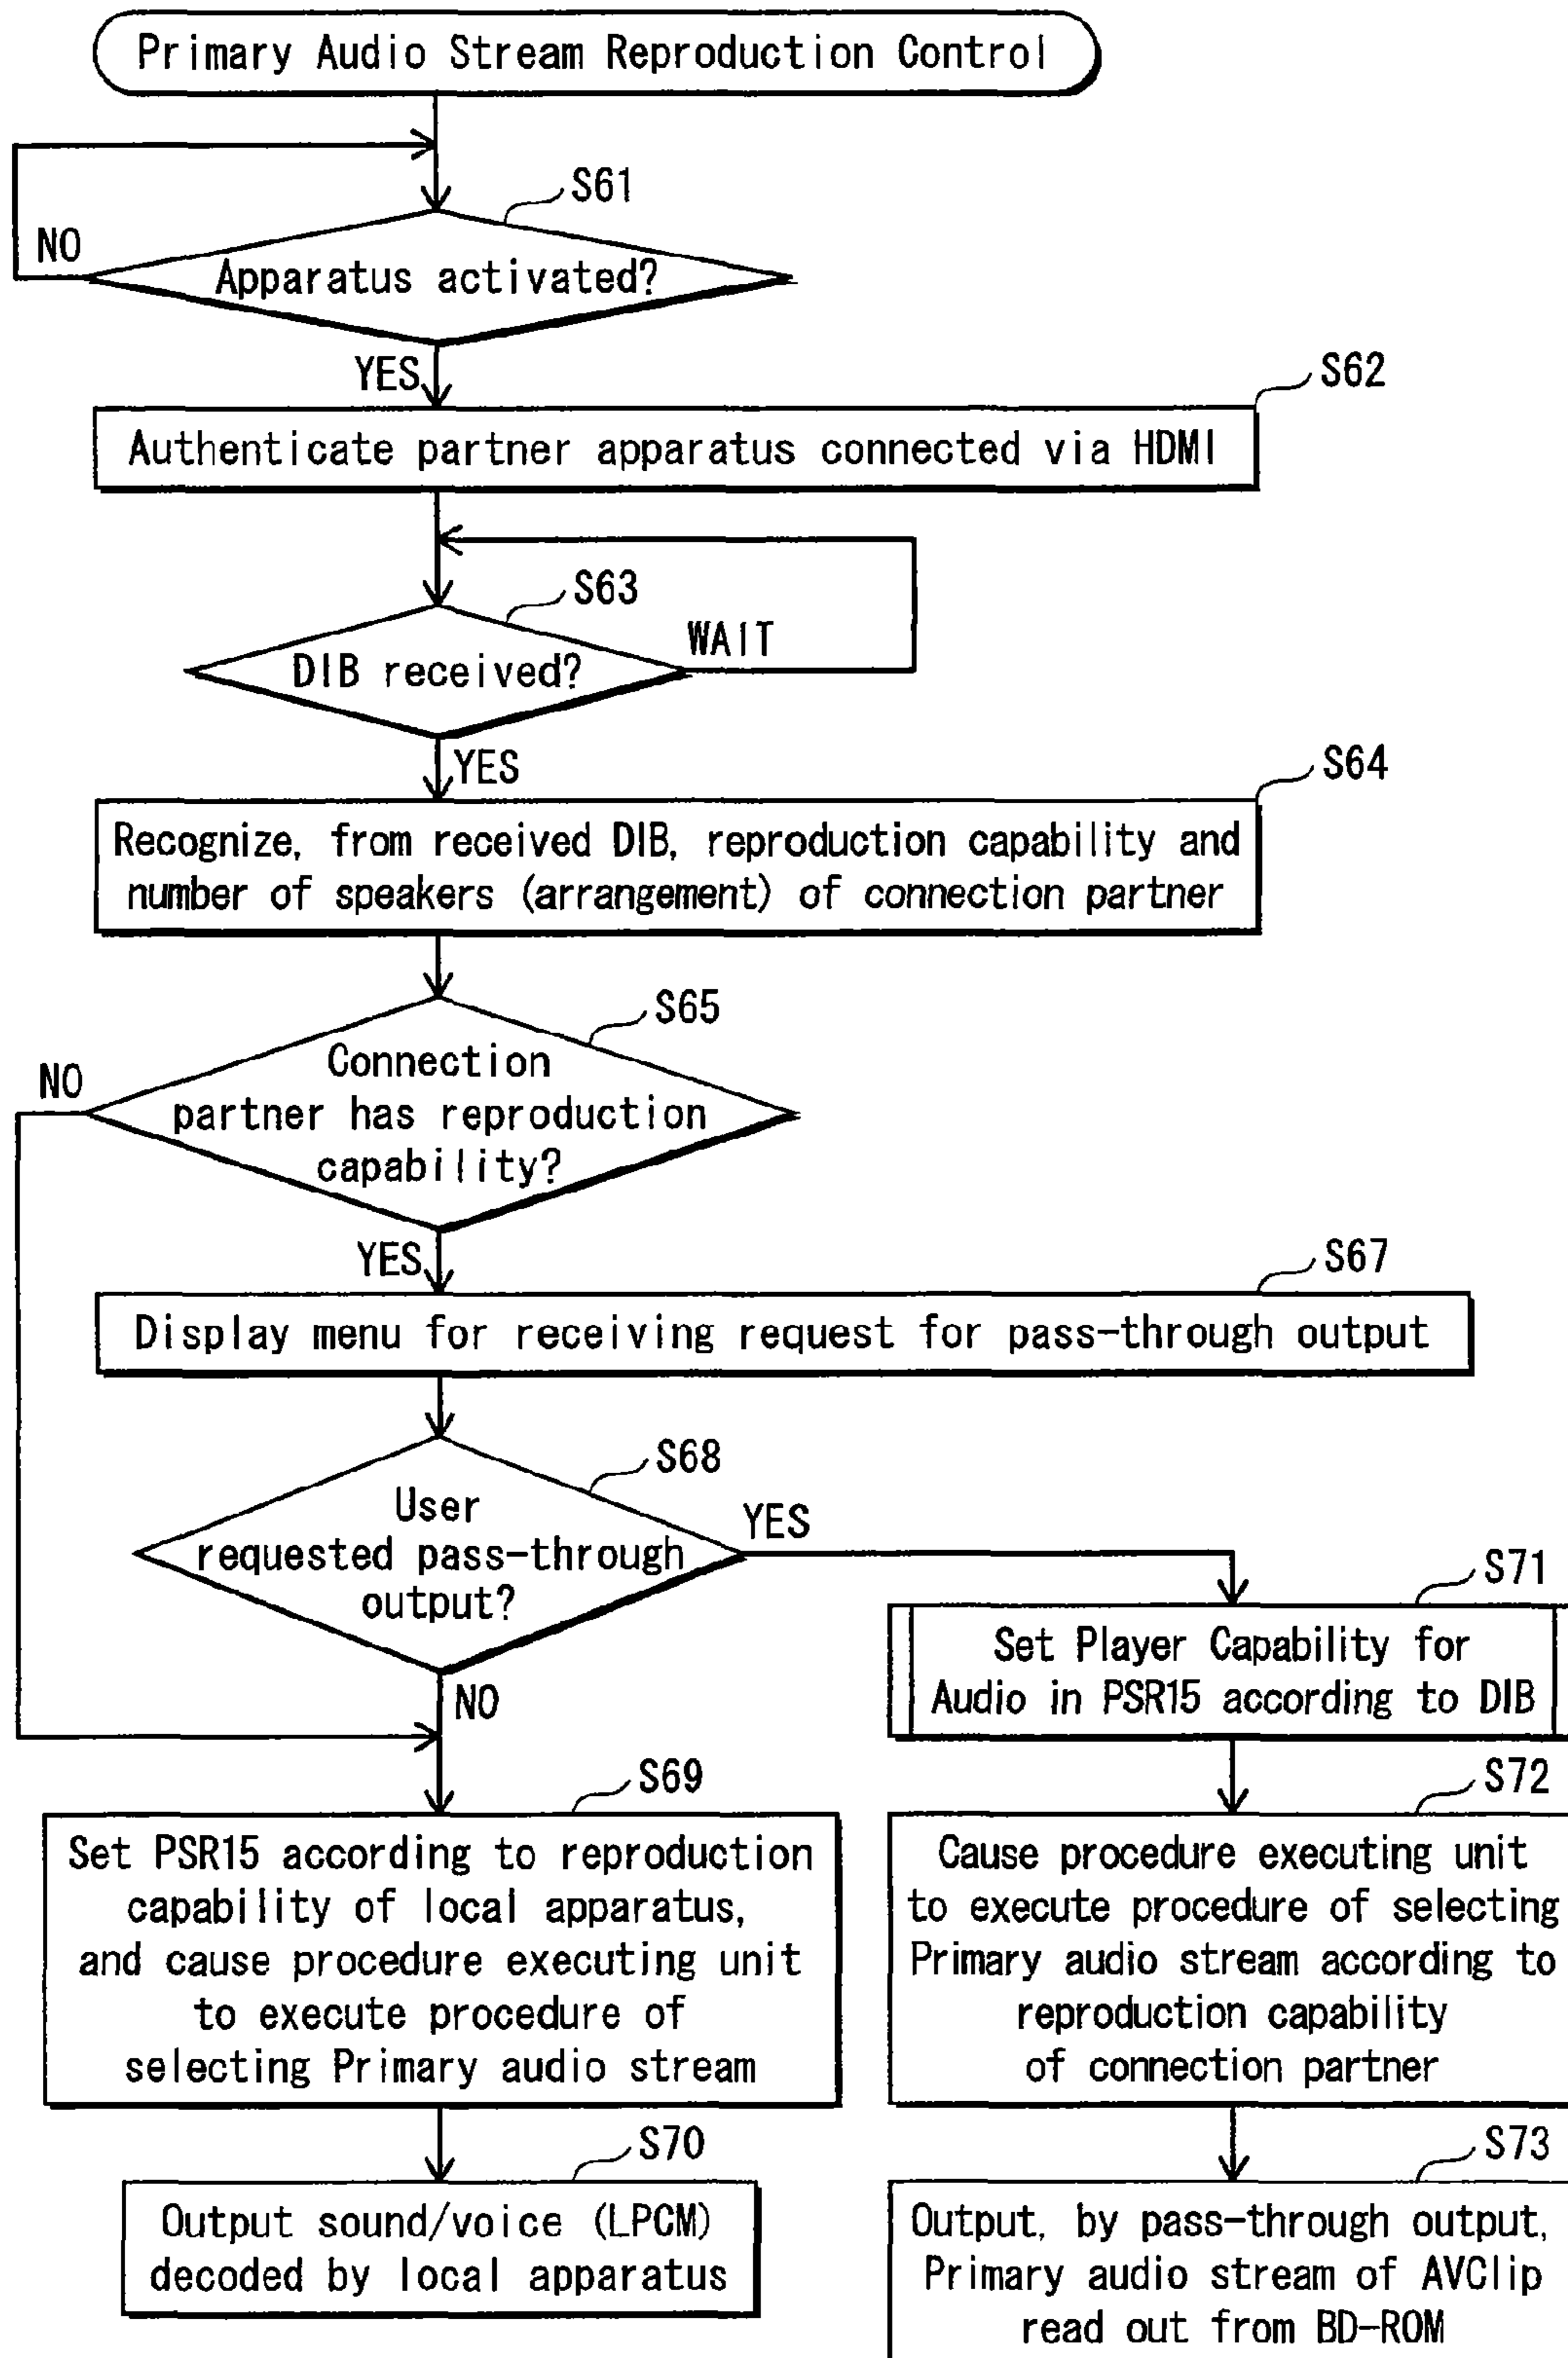 Primary Audio Stream Reproduction Control
S61
NO
Apparatus activated?
YES
S62
Authenticate partner apparatus connected via HDMI
S63
WAIT
DIB received?
YES
S64
Recognize, from received DIB, reproduction capability and
number of speakers (arrangement) of connection partner
S65
NO
Connection
partner has reproduction
capability?
YES
S67
Display menu for receiving request for pass-through output
S68
User
requested pass-through
output?
YES
NO
S71
Set Player Capability for
Audio in PSR15 according to DIB
S69
Set PSR15 according to reproduction
capability of local apparatus,
and cause procedure executing unit
to execute procedure of
selecting Primary audio stream
S72
Cause procedure executing unit
to execute procedure of selecting
Primary audio stream according to
reproduction capability
of connection partner
S70
Output sound/voice (LPCM)
decoded by local apparatus
S73
Output, by pass-through output,
Primary audio stream of AVClip
read out from BD-ROM